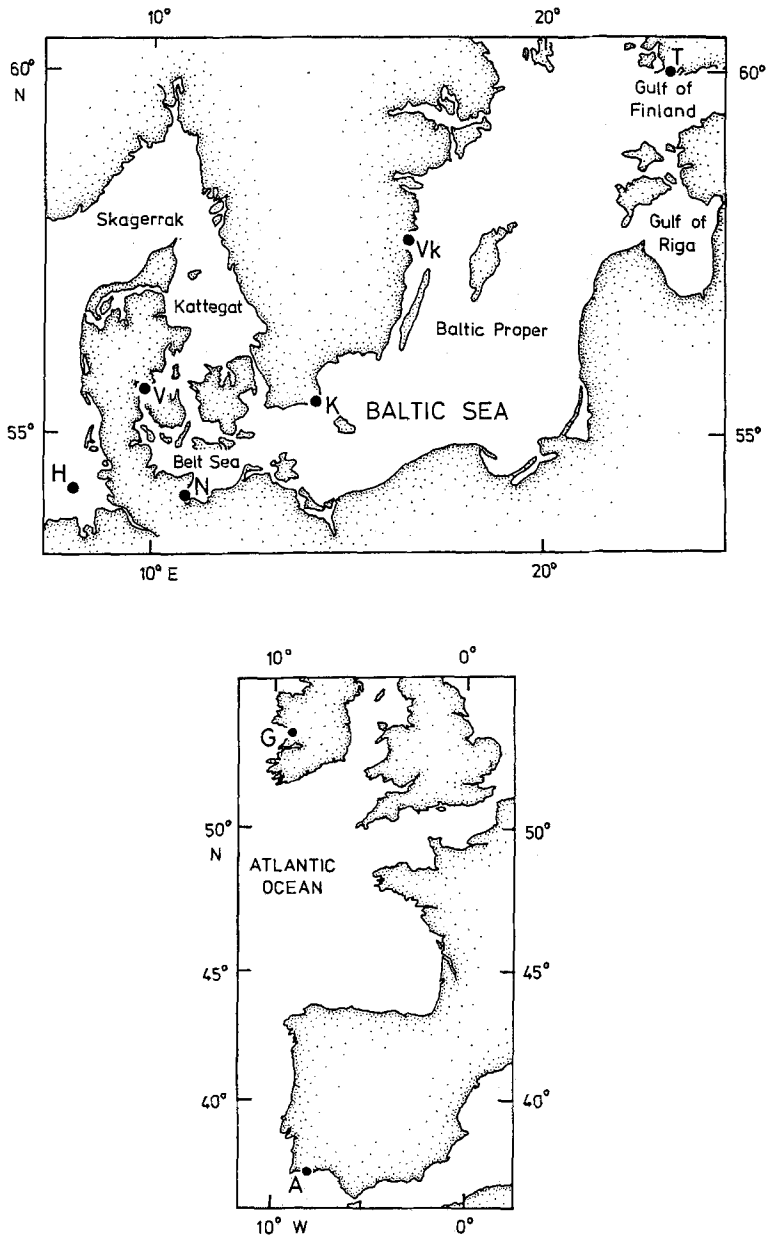 10°
20°
60°
N
T
60°
Gulf of
Finland
Skagerrak
Gulf of
Riga
Vk
Kattegat
Baltic Proper
V
K
BALTIC SEA
55°
55°
Belt Sea
H
N
10° E
20°
10°
0°
G
50°
N
50°
ATLANTIC
OCEAN
45°
45°
40°
40°
A
10° W
0°